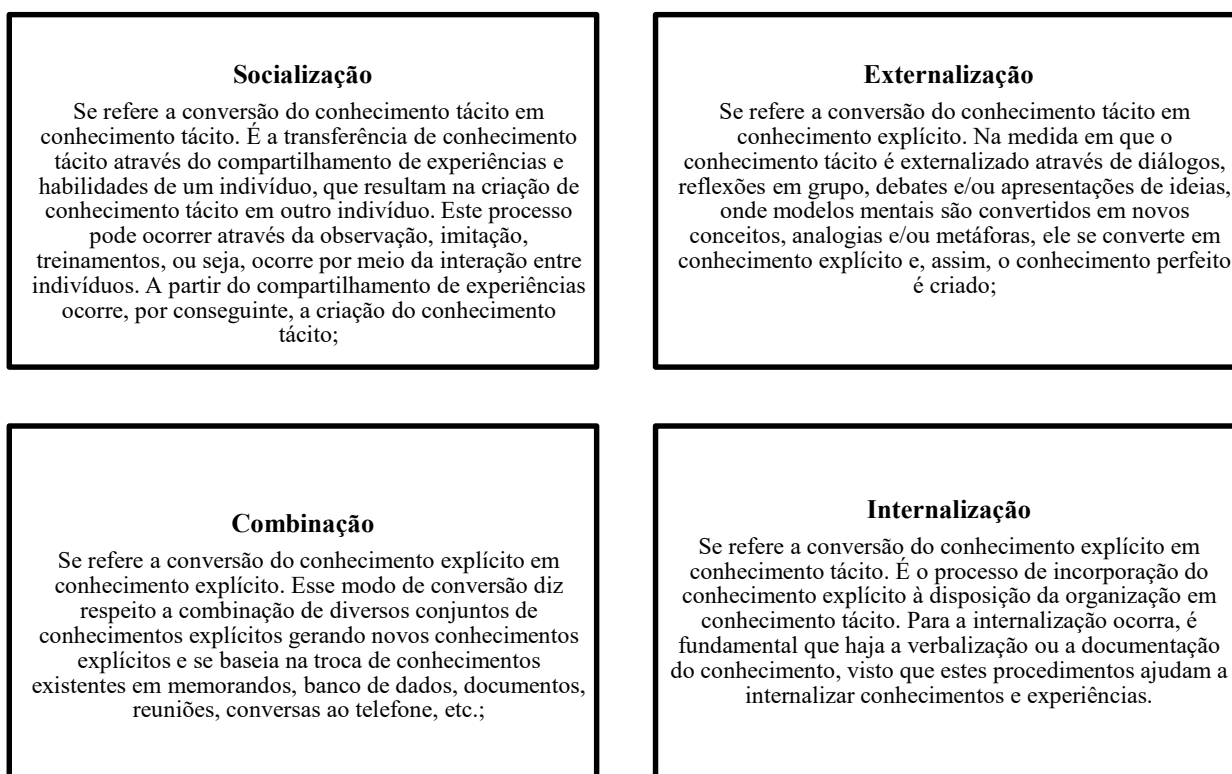 Socialização
Se refere a conversão do conhecimento tácito em
conhecimento tácito. É a transferência de conhecimento
tácito através do compartilhamento de experiências e
habilidades de um indivíduo, que resultam na criação de
conhecimento tácito em outro indivíduo. Este processo
pode ocorrer através da observação, imitação,
treinamentos, ou seja, ocorre por meio da interação entre
indivíduos. A partir do compartilhamento de experiências
ocorre, por conseguinte, a criação do conhecimento
tácito;
Externalização
Se refere a conversão do conhecimento tácito em
conhecimento explícito. Na medida em que o
conhecimento tácito é externalizado através de diálogos,
reflexões em grupo, debates e/ou apresentações de ideias,
onde modelos mentais são convertidos em novos
conceitos, analogias e/ou metáforas, ele se converte em
conhecimento explícito e, assim, o conhecimento perfeito
é criado;
Combinação
Se refere a conversão do conhecimento explícito em
conhecimento explícito. Esse modo de conversão diz
respeito a combinação de diversos conjuntos de
conhecimentos explícitos gerando novos conhecimentos
explícitos e se baseia na troca de conhecimentos
existentes em memorandos, banco de dados, documentos,
reuniões, conversas ao telefone, etc.;
Internalização
Se refere a conversão do conhecimento explícito em
conhecimento tácito. É o processo de incorporação do
conhecimento explícito à disposição da organização em
conhecimento tácito. Para a internalização ocorra, é
fundamental que haja a verbalização ou a documentação
do conhecimento, visto que estes procedimentos ajudam a
internalizar conhecimentos e experiências.